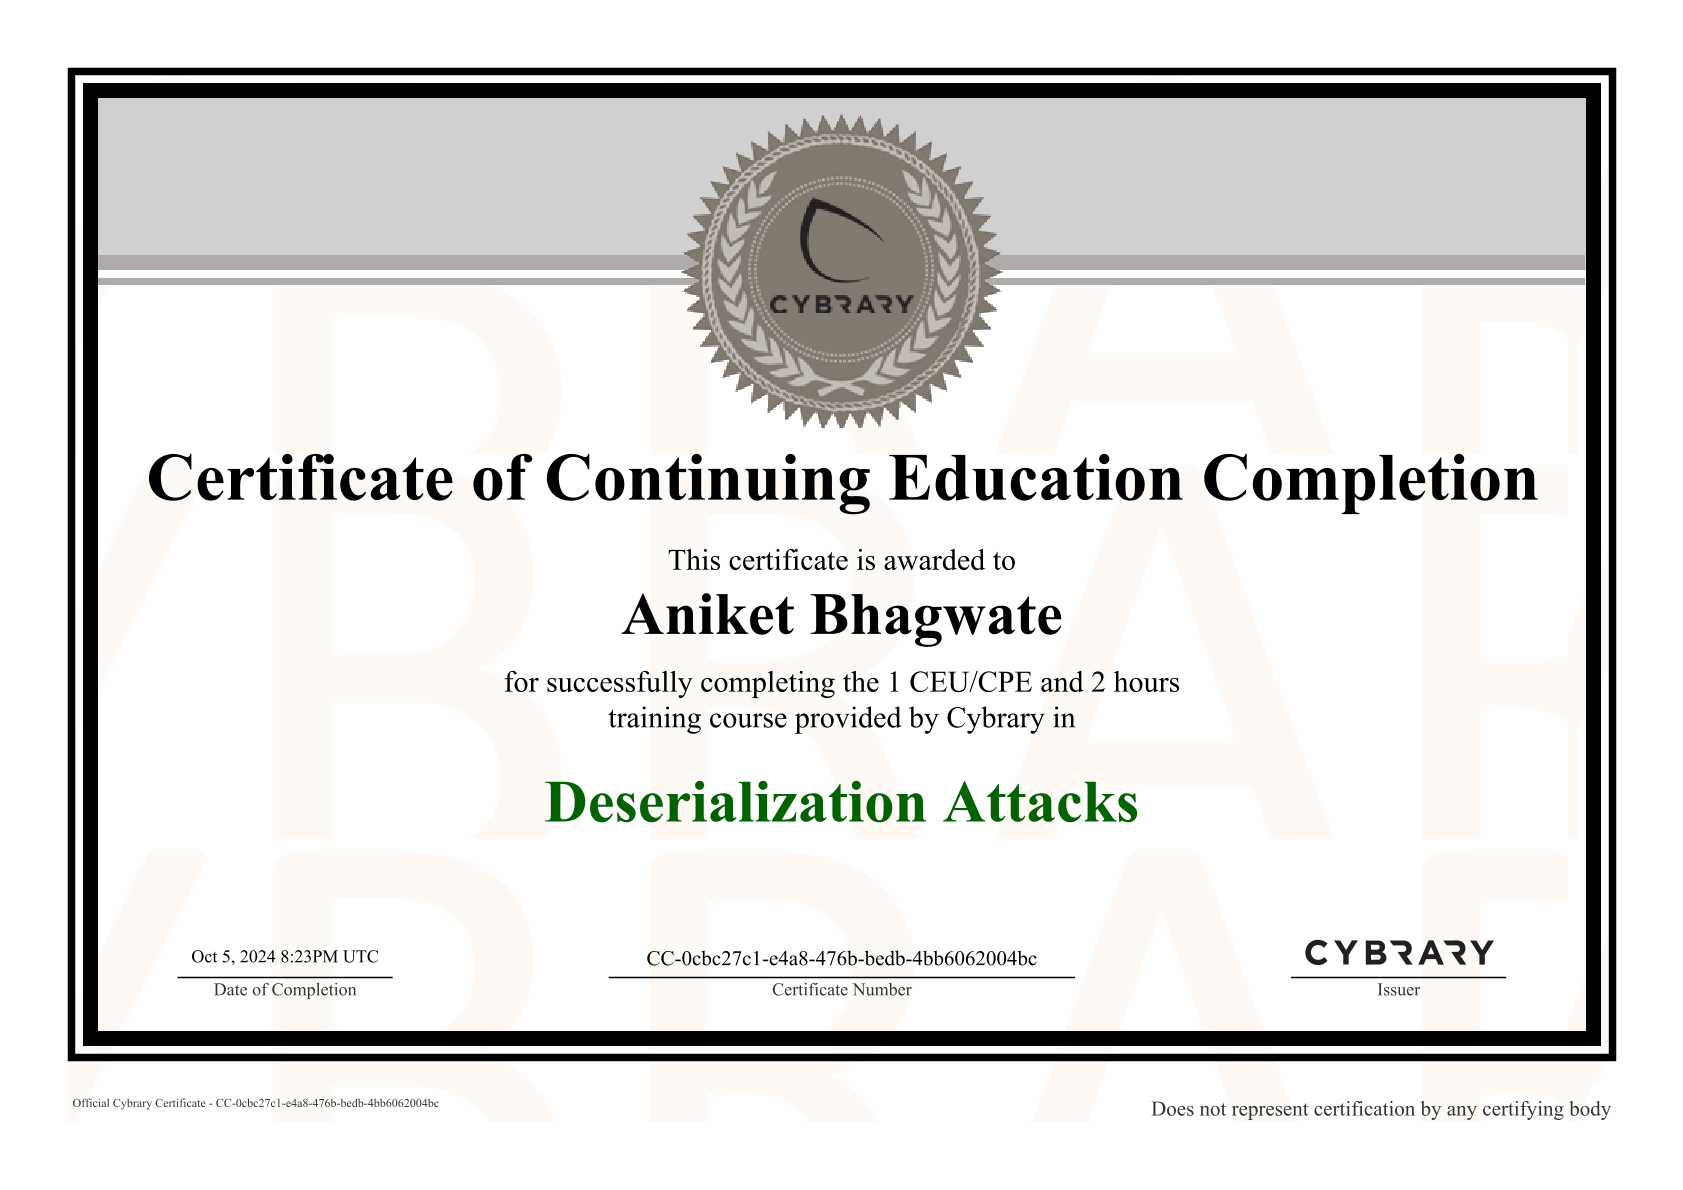 CYBRARY
Certificate of Continuing Education Completion
This certificate is awarded to
Aniket Bhagwate
for successfully completing the 1 CEU/CPE and 2 hours
training course provided by Cybrary in
Deserialization Attacks
Oct 5, 2024 8:23PM UTC
Date of Completion
CC-0cbc27c1-e4a8-476b-bedb-4bb6062004bc
Certificate Number
CYBRARY
Issuer
Official Cybrary Certificate - CC-0cbc27c1-e4a8-476b-bedb-4bb6062004bc
Does not represent certification by any certifying body